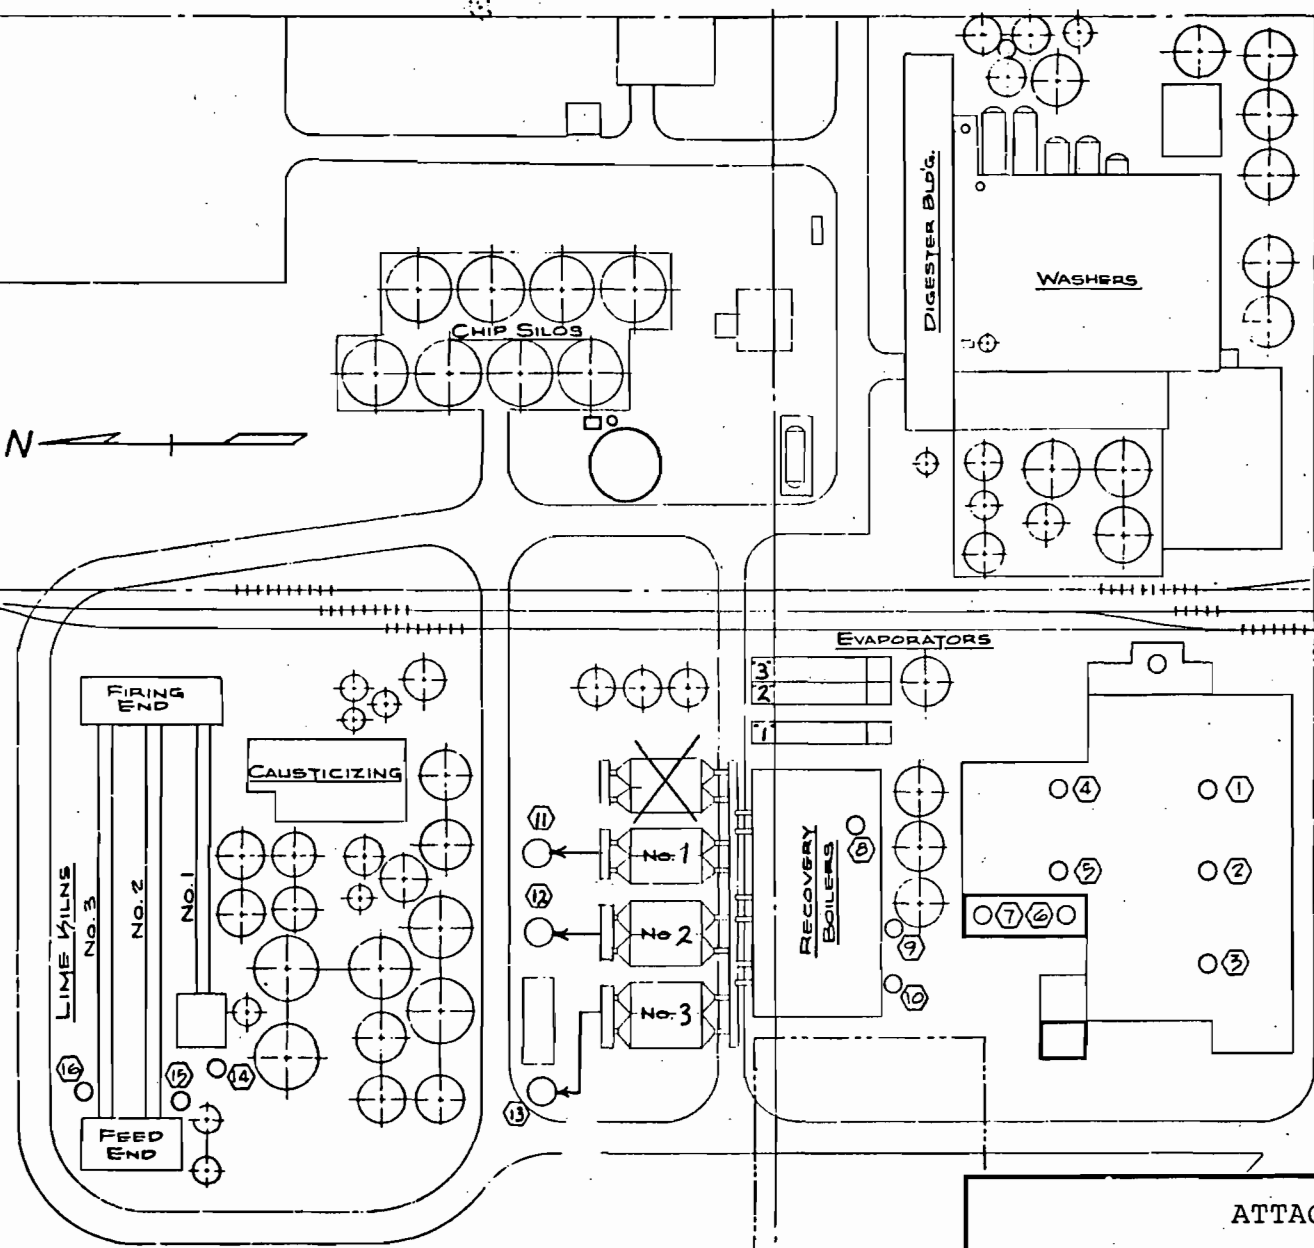 DIGESTER BLD'G.
WASHERS
CHIP SILOS
N
EVAPORATORS
3
2
1
FIRING
END
CAUSTICIZING
LIME KILNS
No. 3
No. 2
No. 1
FEED
END
No. 1
No. 2
No. 3
RECOVERY
BOILERS
11
12
13
14
15
16
8
9
10
4
1
5
2
7
6
3
ATTAC